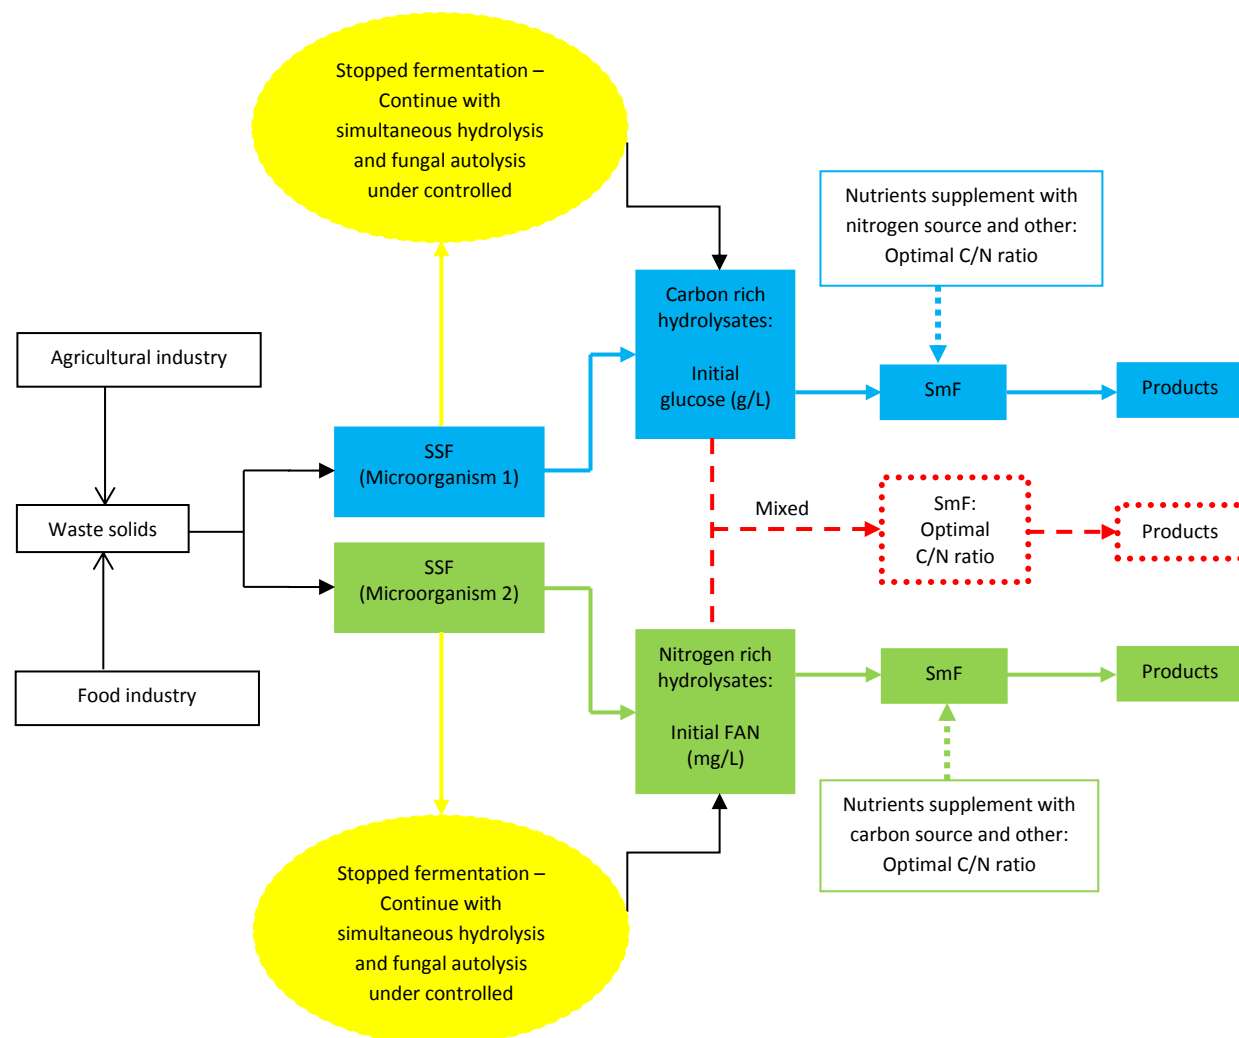 Stopped fermentation –
Continue with
simultaneous hydrolysis
and fungal autolysis
under controlled
Nutrients supplement with
nitrogen source and other:
Optimal C/N ratio
Carbon rich
hydrolysates:
Initial
glucose (g/L)
Agricultural industry
SmF
Products
SSF
(Microorganism 1)
Mixed
SmF:
Optimal
C/N ratio
Products
Waste solids
SSF
(Microorganism 2)
Nitrogen rich
hydrolysates:
Initial FAN
(mg/L)
SmF
Products
Food industry
Nutrients supplement with
carbon source and other:
Optimal C/N ratio
Stopped fermentation –
Continue with
simultaneous hydrolysis
and fungal autolysis
under controlled